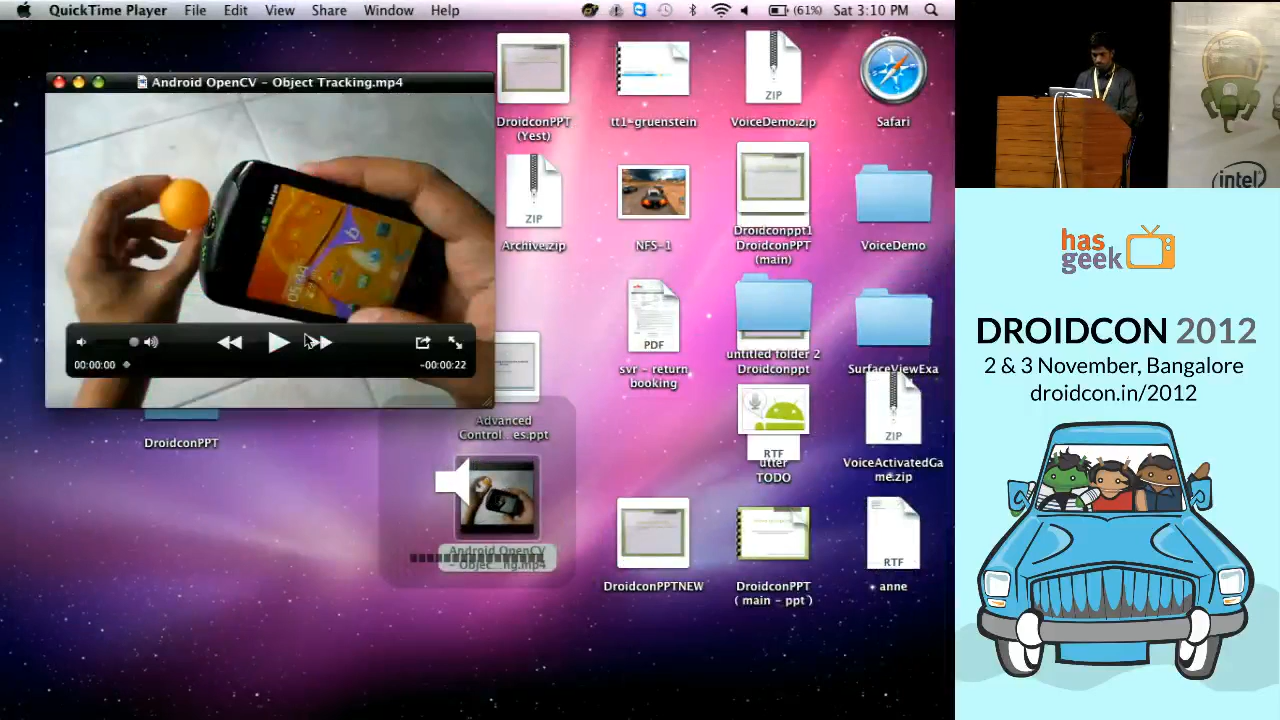 QuickTime Player File Edit View Share Window Help
(61%) Sat 3:10 PM
Android OpenCV - Object Tracking.mp4
00:00:00
-00:00:22
DroidconPPT
DroidconPPT
(Yest)
tt1-gruenstein
ZIP
VoiceDemo.zip
Safari
ZIP
Archive.zip
NFS-1
Droidconppt1
DroidconPPT
(main)
VoiceDemo
PDF
svr - return
booking
untitled folder 2
Droidconppt
SurfaceViewExa
Advanced
Control...es.ppt
RTF
utter
TODO
ZIP
VoiceActivatedGa
me.zip
Android OpenCV
- Objec...ng.mp4
DroidconPPTNEW
DroidconPPT
( main - ppt )
RTF
anne
intel
has
geek
DROIDCON 2012
2 & 3 November, Bangalore
droidcon.in/2012